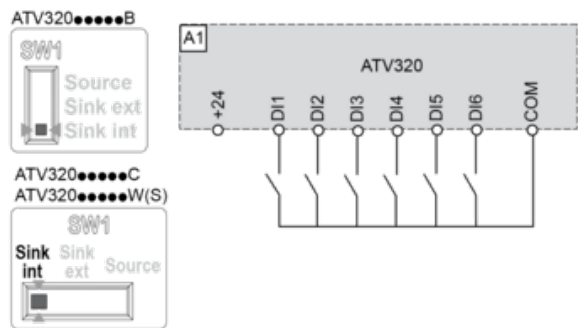 ATV320●●●●●B
SW1
Source
Sink ext
Sink int
ATV320●●●●●C
ATV320●●●●●W(S)
SW1
Sink int
Sink ext
Source
A1
ATV320
+24
DI1
DI2
DI3
DI4
DI5
DI6
COM